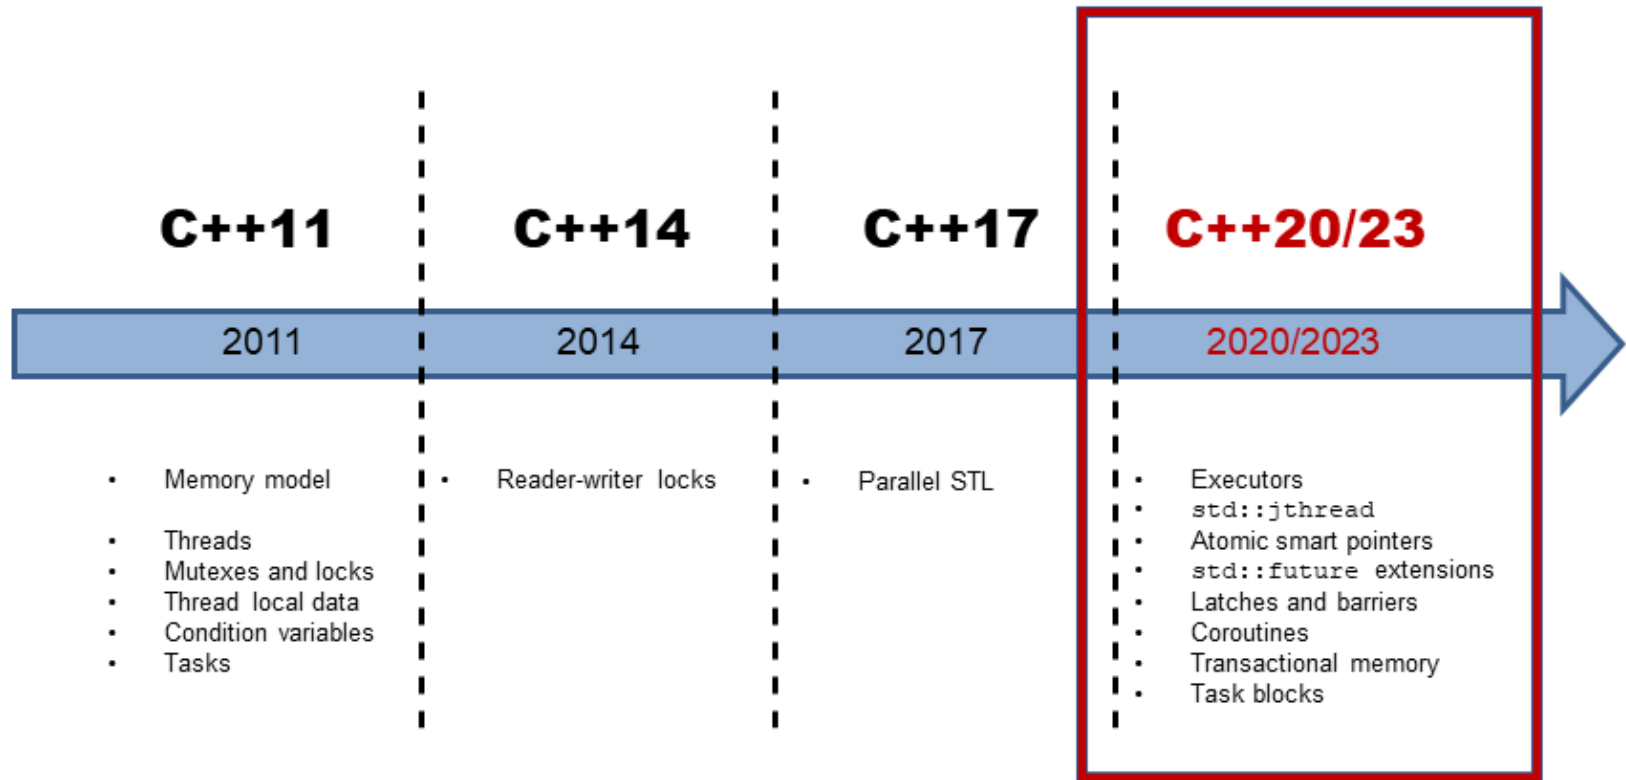 C++11
C++14
C++17
C++20/23
2011
2014
2017
2020/2023
• Memory model
• Threads
• Mutexes and locks
• Thread local data
• Condition variables
• Tasks
• Reader-writer locks
• Parallel STL
• Executors
• std::jthread
• Atomic smart pointers
• std::future extensions
• Latches and barriers
• Coroutines
• Transactional memory
• Task blocks